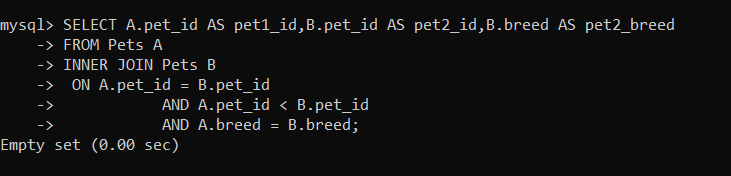 mysql> SELECT A.pet_id AS pet1_id,B.pet_id AS pet2_id,B.breed AS pet2_breed
    -> FROM Pets A
    -> INNER JOIN Pets B
    ->  ON A.pet_id = B.pet_id
    ->          AND A.pet_id < B.pet_id
    ->          AND A.breed = B.breed;
Empty set (0.00 sec)